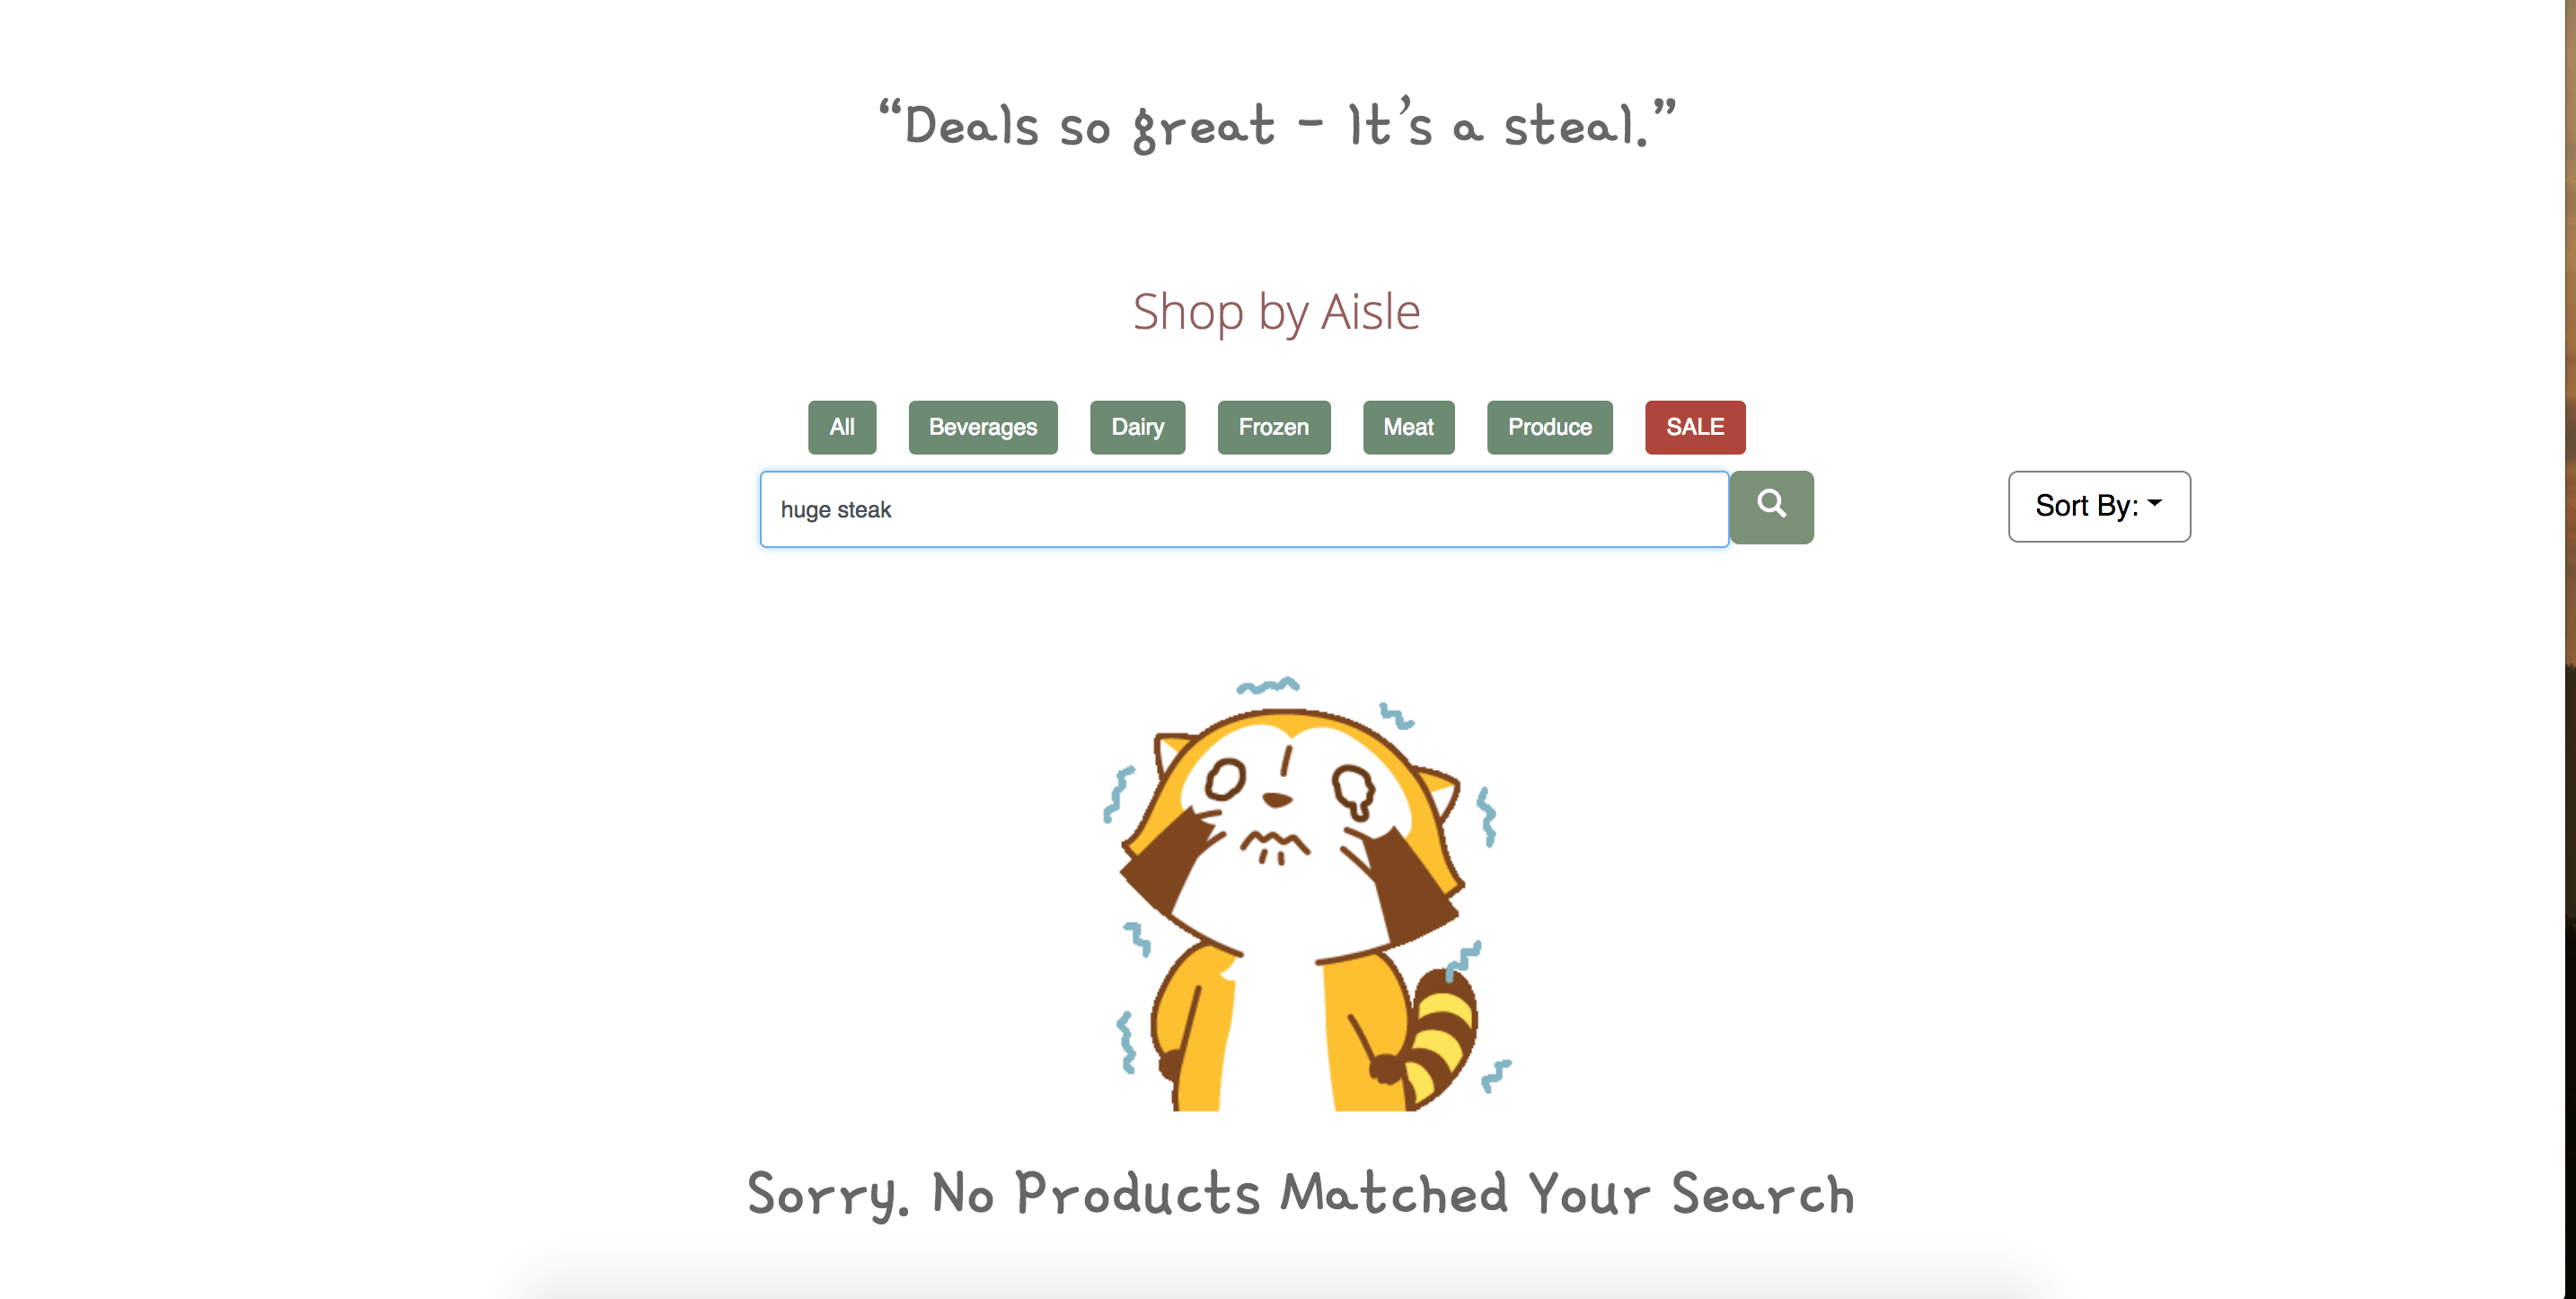 “Deals so great - It’s a steal.”
Shop by Aisle
All Beverages Dairy Frozen Meat Produce SALE
huge steak Sort By:
Sorry. No Products Matched Your Search